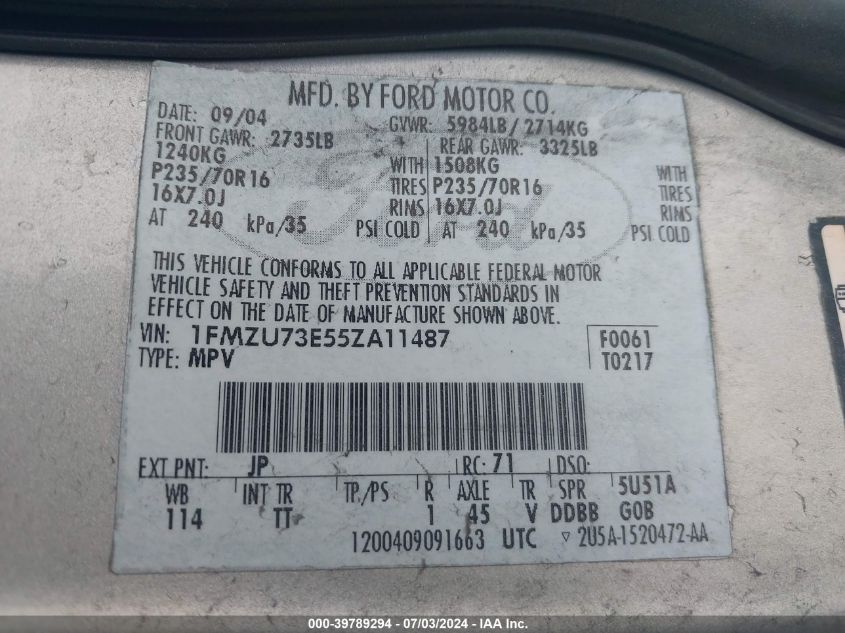 MFD. BY FORD MOTOR CO.
DATE: 09/04 GVWR: 5984LB / 2714KG
FRONT GAWR: 2735LB REAR GAWR: 3325LB
1240KG WITH 1508KG WITH
P235/70R16 TIRES P235/70R16 TIRES
16X7.0J RIMS 16X7.0J RIMS
AT 240 kPa/35 PSI COLD AT 240 kPa/35 PSI COLD
Ford
THIS VEHICLE CONFORMS TO ALL APPLICABLE FEDERAL MOTOR
VEHICLE SAFETY AND THEFT PREVENTION STANDARDS IN
EFFECT ON THE DATE OF MANUFACTURE SHOWN ABOVE.
VIN: 1FMZU73E55ZA11487 F0061
TYPE: MPV T0217
EXT PNT: JP RC: 71 DSO:
WB INT TR TP/PS R AXLE TR SPR 5U51A
114 TT 1 45 V DDBB GOB
1200409091663 UTC ▽ 2U5A-1520472-AA
000-39789294 - 07/03/2024 - IAA Inc.